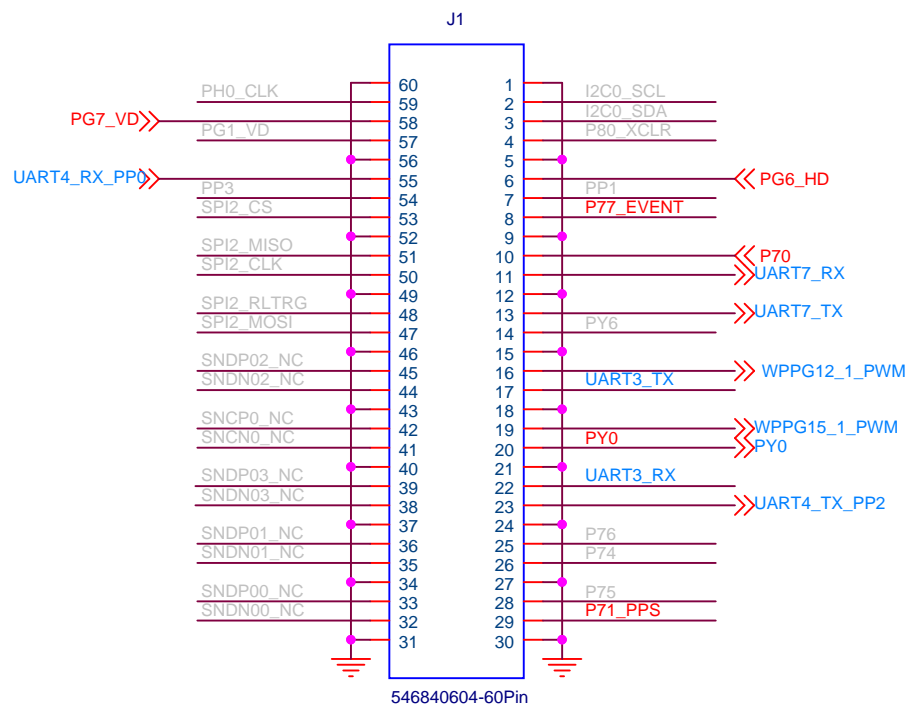 J1
60 1
PH0_CLK 59 2 I2C0_SCL
PG7_VD 58 3 I2C0_SDA
PG1_VD 57 4 P80_XCLR
56 5
UART4_RX_PP0 55 6 PG6_HD
PP3 54 7 PP1
SPI2_CS 53 8 P77_EVENT
52 9
SPI2_MISO 51 10 P70
SPI2_CLK 50 11 UART7_RX
49 12
SPI2_RLTRG 48 13 UART7_TX
SPI2_MOSI 47 14 PY6
46 15
SNDP02_NC 45 16 WPPG12_1_PWM
SNDN02_NC 44 17 UART3_TX
43 18
SNCP0_NC 42 19 WPPG15_1_PWM
SNCN0_NC 41 20 PY0 PY0
40 21
SNDP03_NC 39 22 UART3_RX
SNDN03_NC 38 23 UART4_TX_PP2
37 24
SNDP01_NC 36 25 P76
SNDN01_NC 35 26 P74
34 27
SNDP00_NC 33 28 P75
SNDN00_NC 32 29 P71_PPS
31 30
546840604-60Pin